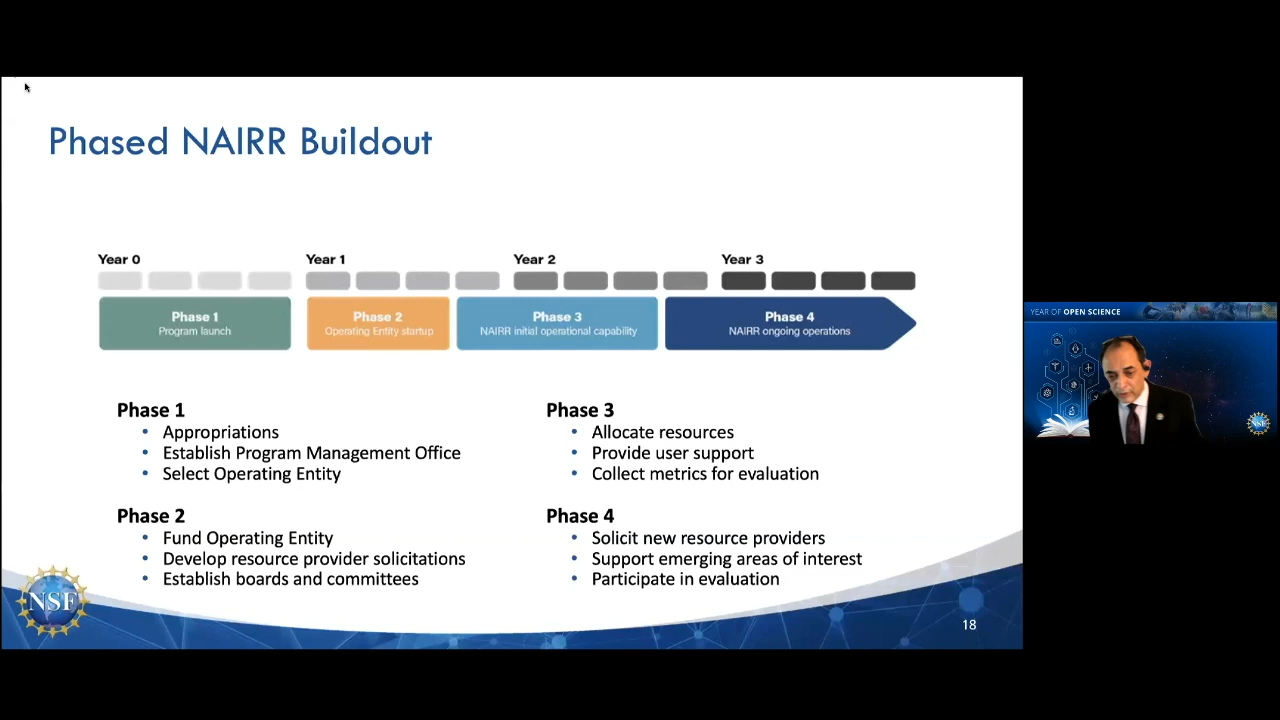 Phased NAIRR Buildout
Year 0
Year 1
Year 2
Year 3
Phase 1
Program launch
Phase 2
Operating Entity startup
Phase 3
NAIRR initial operational capability
Phase 4
NAIRR ongoing operations
Phase 1
• Appropriations
• Establish Program Management Office
• Select Operating Entity
Phase 2
• Fund Operating Entity
• Develop resource provider solicitations
• Establish boards and committees
Phase 3
• Allocate resources
• Provide user support
• Collect metrics for evaluation
Phase 4
• Solicit new resource providers
• Support emerging areas of interest
• Participate in evaluation
NSF
18
YEAR OF OPEN SCIENCE
NSF